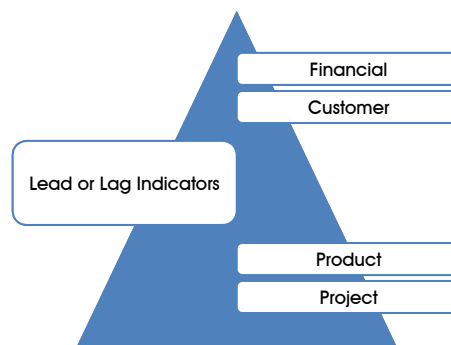 Financial
Customer
Lead or Lag Indicators
Product
Project